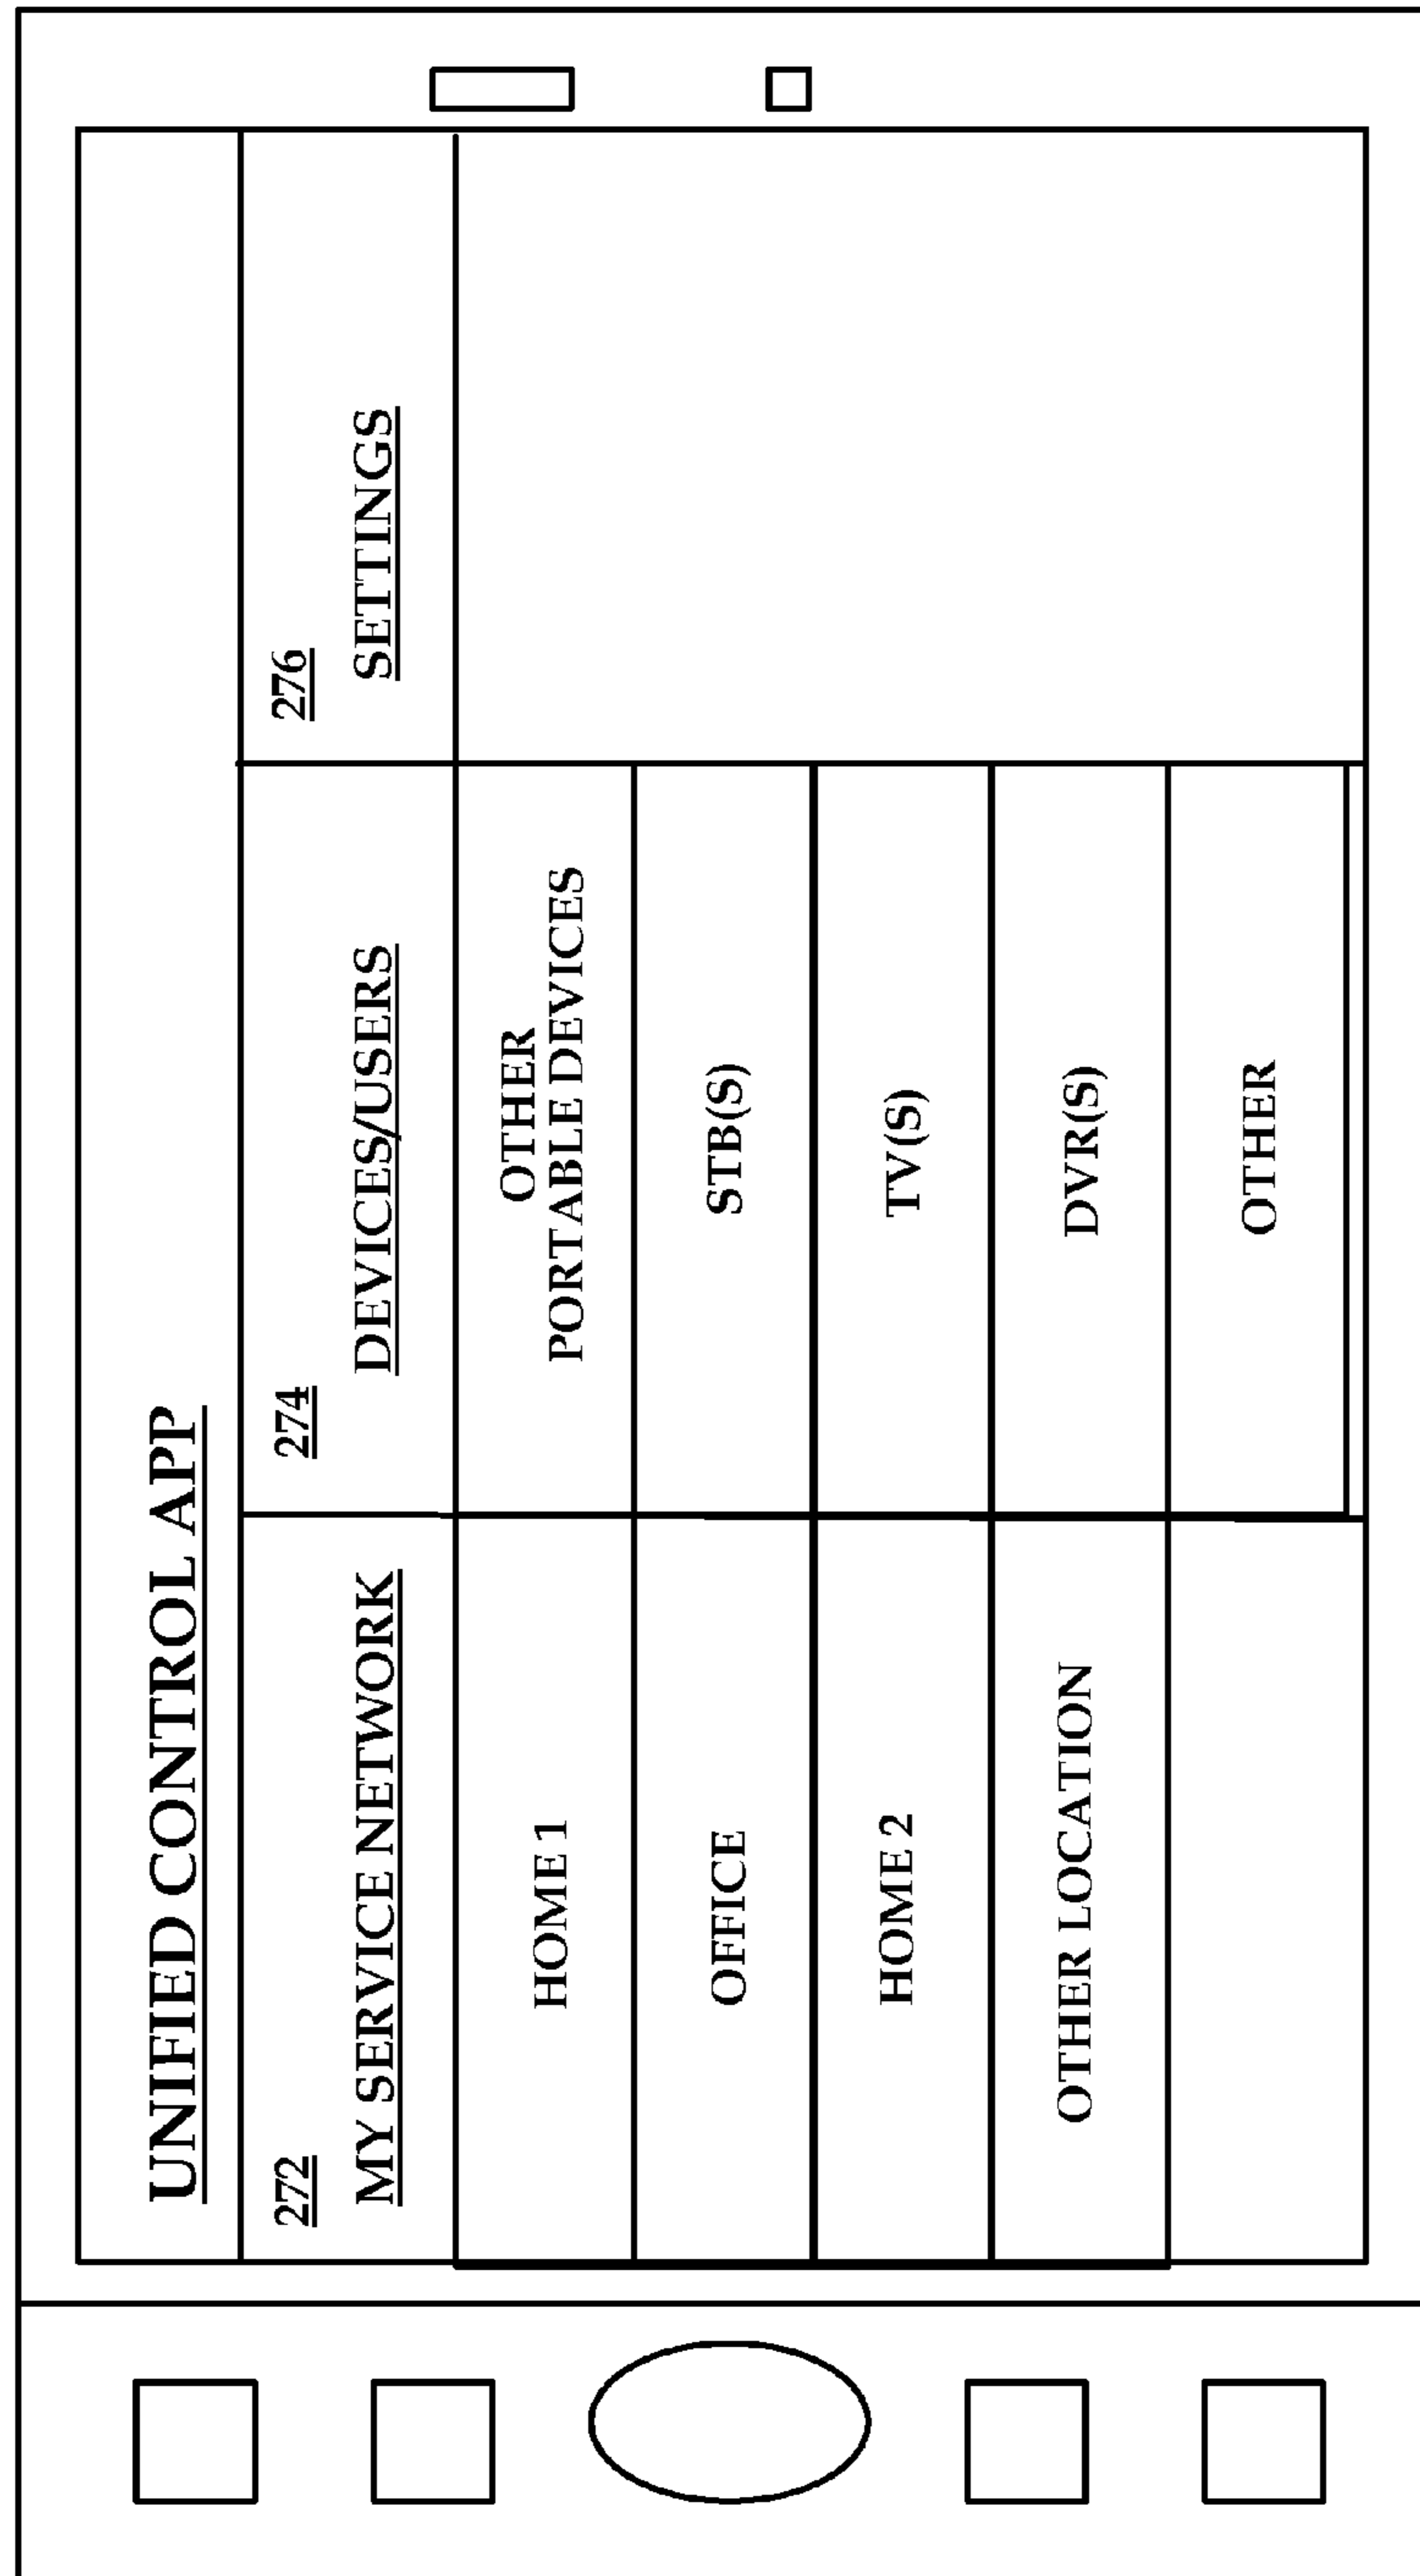 UNIFIED CONTROL APP
272
MY SERVICE NETWORK
HOME 1
OFFICE
HOME 2
OTHER LOCATION
274
DEVICES/USERS
OTHER
PORTABLE DEVICES
STB(S)
TV(S)
DVR(S)
OTHER
276
SETTINGS